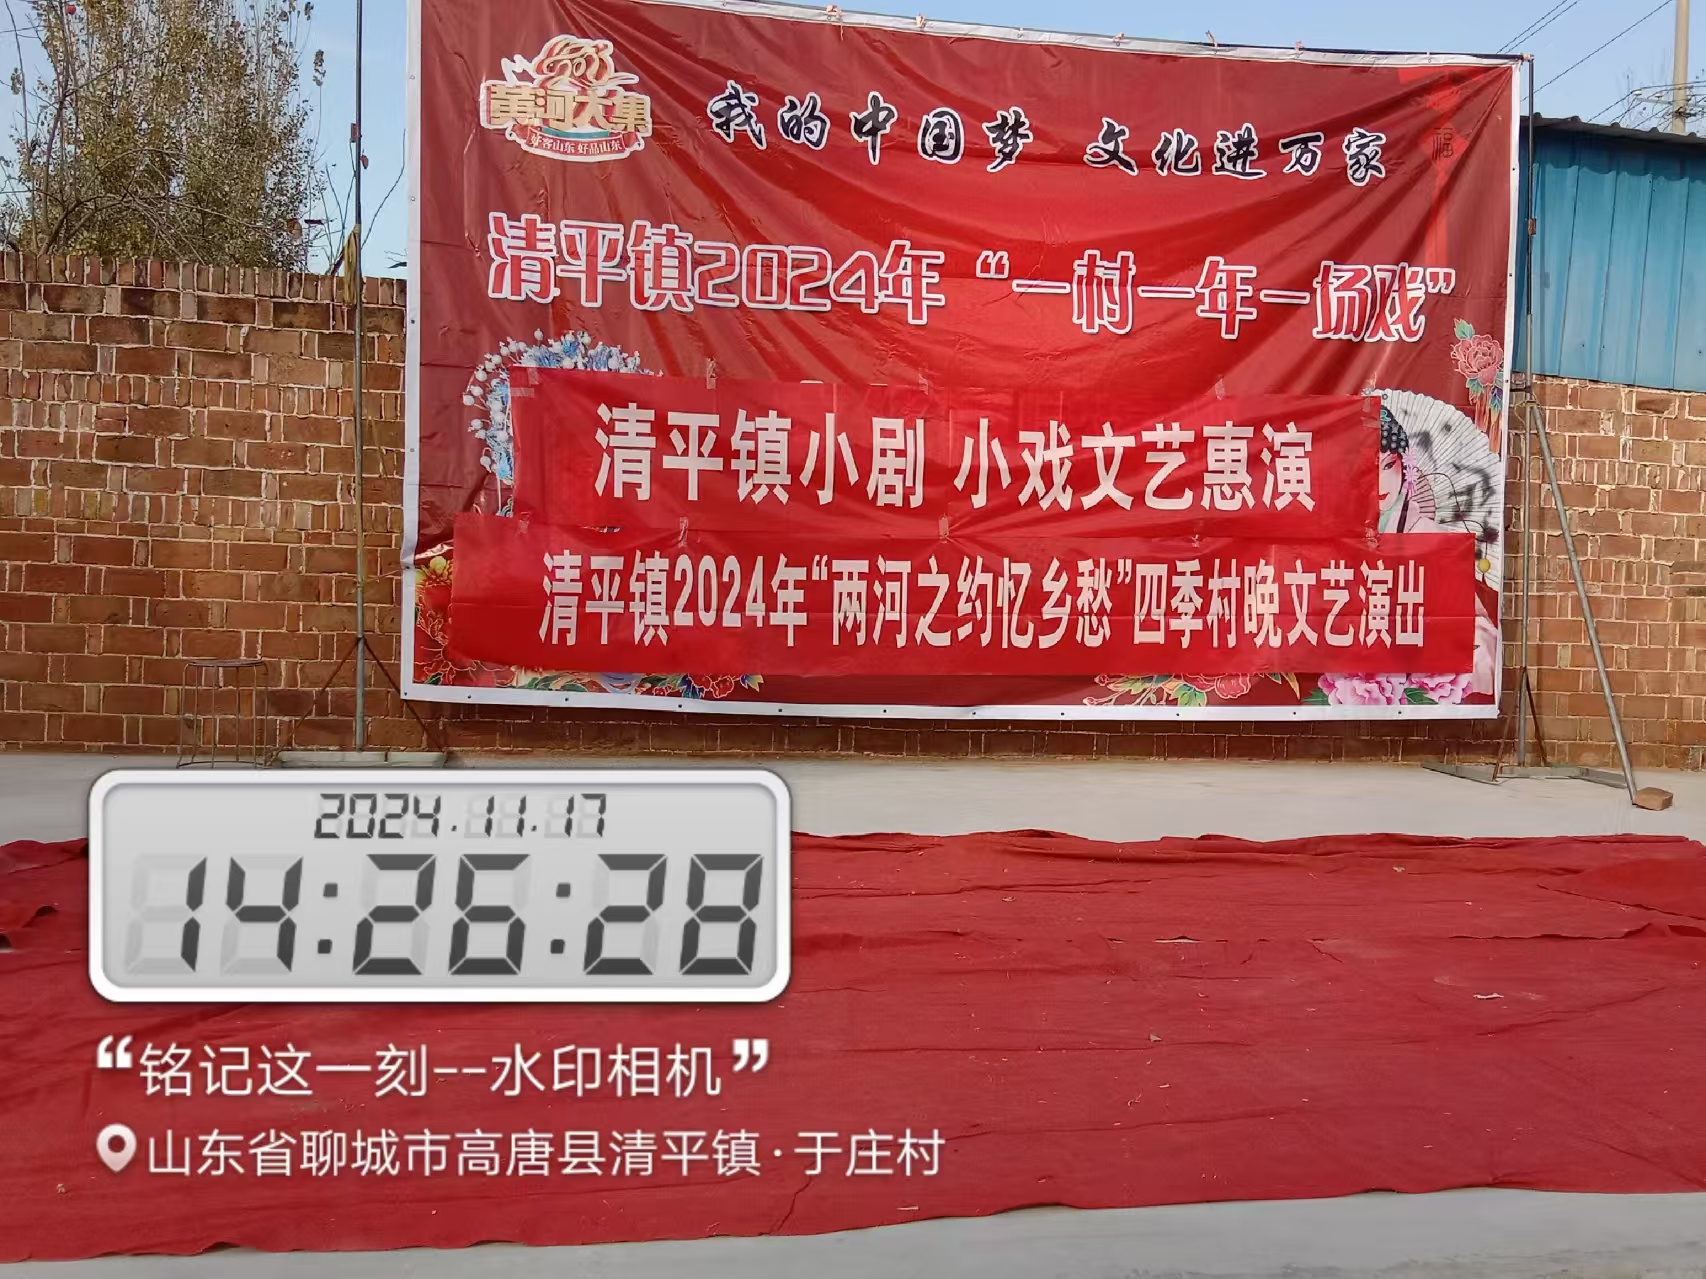 黄河大集
好客山东 好品山东
我的中国梦 文化进万家
福
清平镇2024年“一村一年一场戏”
清平镇小剧 小戏文艺惠演
清平镇2024年“两河之约忆乡愁”四季村晚文艺演出
2024.11.17
14:26:28
“铭记这一刻--水印相机”
山东省聊城市高唐县清平镇·于庄村